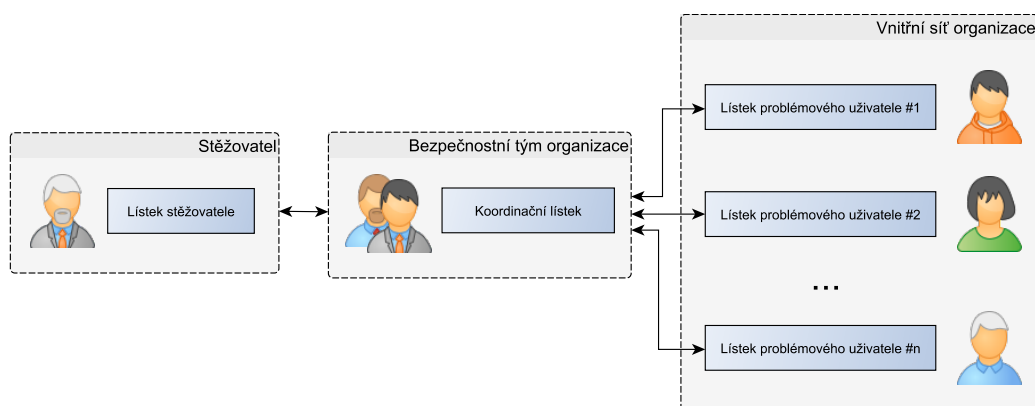 Vnitřní síť organizace
Lístek problémového uživatele #1
Stěžovatel
Bezpečnostní tým organizace
Lístek stěžovatele
Koordinační lístek
Lístek problémového uživatele #2
...
Lístek problémového uživatele #n